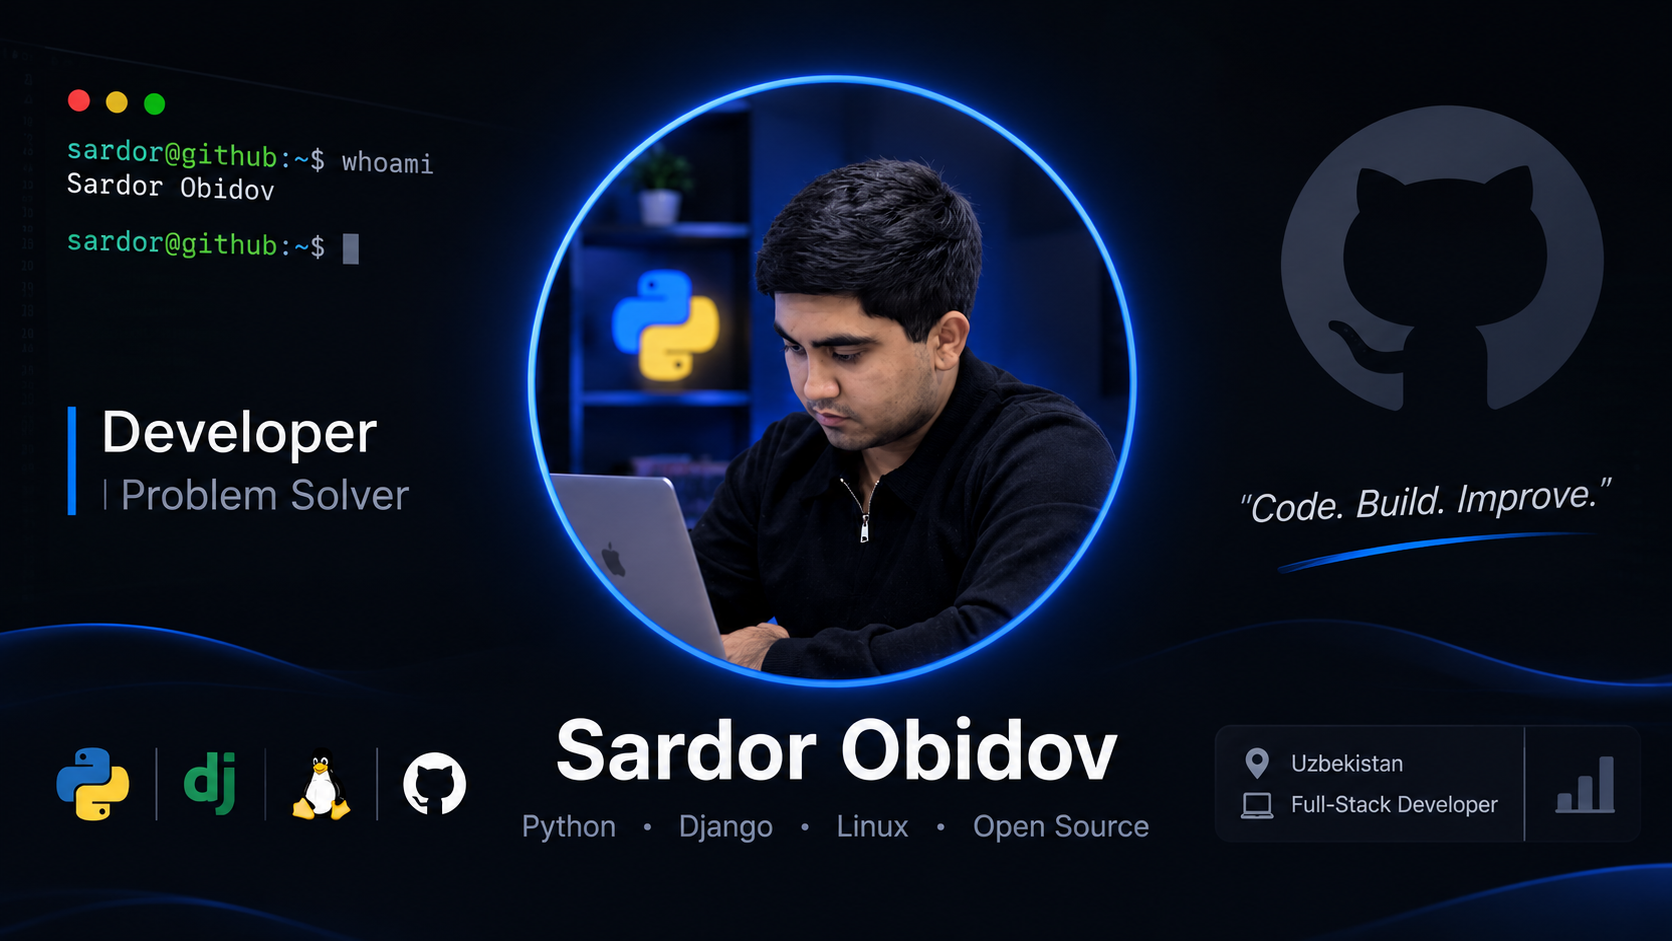 sardor@github:~$ whoami
Sardor Obidov
sardor@github:~$
Developer
| Problem Solver
"Code. Build. Improve."
dj
Sardor Obidov
Python • Django • Linux • Open Source
Uzbekistan
Full-Stack Developer